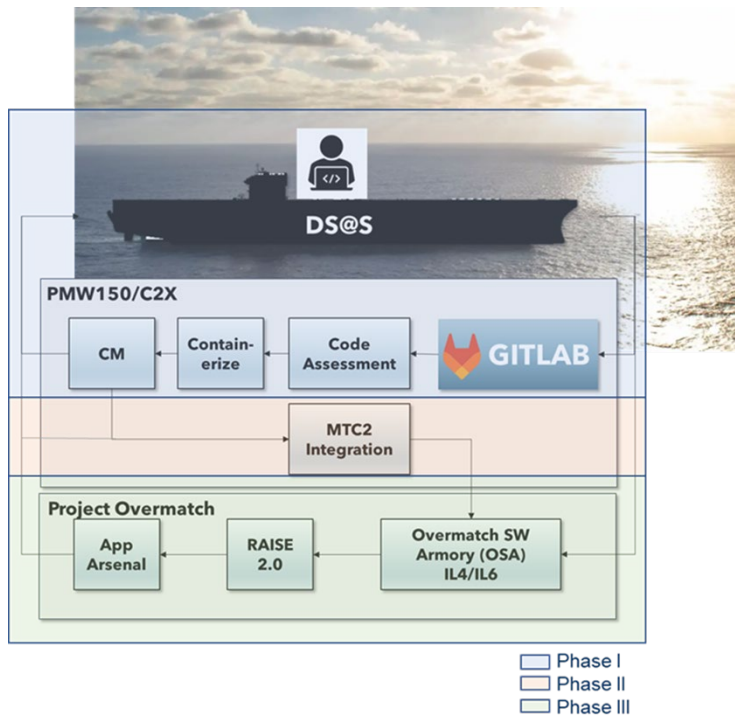 </>
DS@S
PMW150/C2X
CM
Contain-
erize
Code
Assessment
GITLAB
MTC2
Integration
Project Overmatch
App
Arsenal
RAISE
2.0
Overmatch SW
Armory (OSA)
IL4/IL6
Phase I
Phase II
Phase III